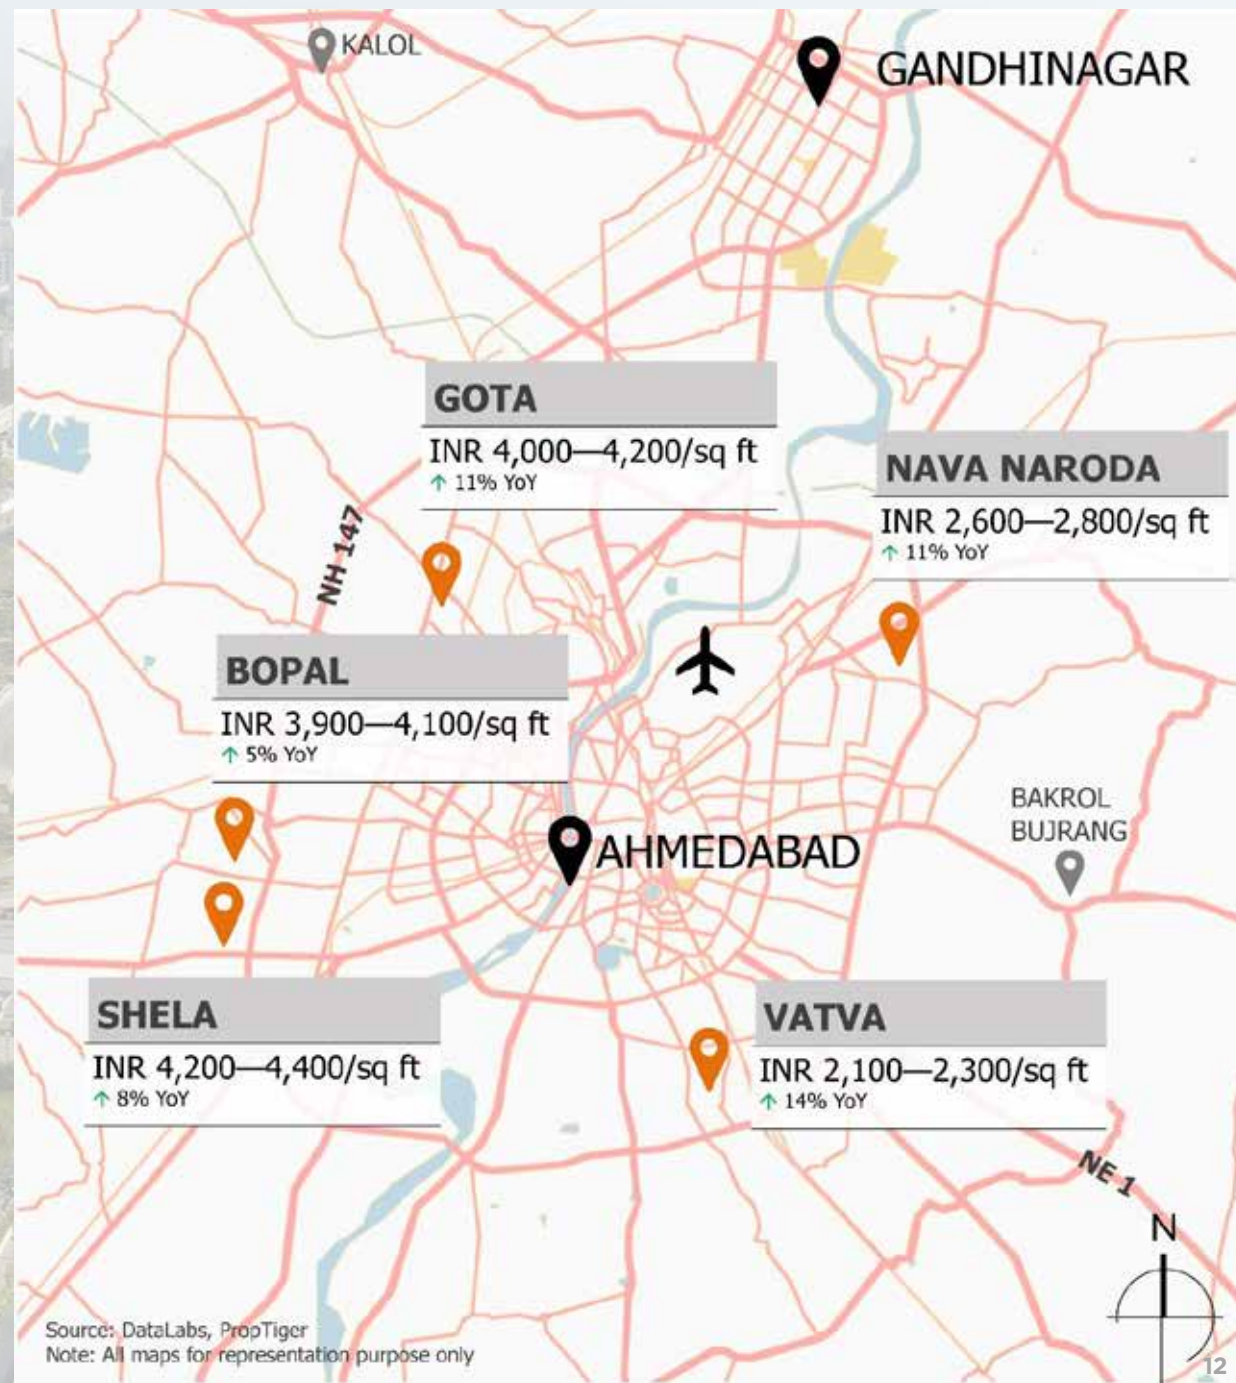 KALOL
GANDHINAGAR
GOTA
INR 4,000—4,200/sq ft
↑ 11% YoY
NAVA NARODA
INR 2,600—2,800/sq ft
↑ 11% YoY
NH 147
BOPAL
INR 3,900—4,100/sq ft
↑ 5% YoY
BAKROL
BUJRANG
AHMEDABAD
SHELA
INR 4,200—4,400/sq ft
↑ 8% YoY
VATVA
INR 2,100—2,300/sq ft
↑ 14% YoY
NE 1
N
Source: DataLabs, PropTiger
Note: All maps for representation purpose only
12